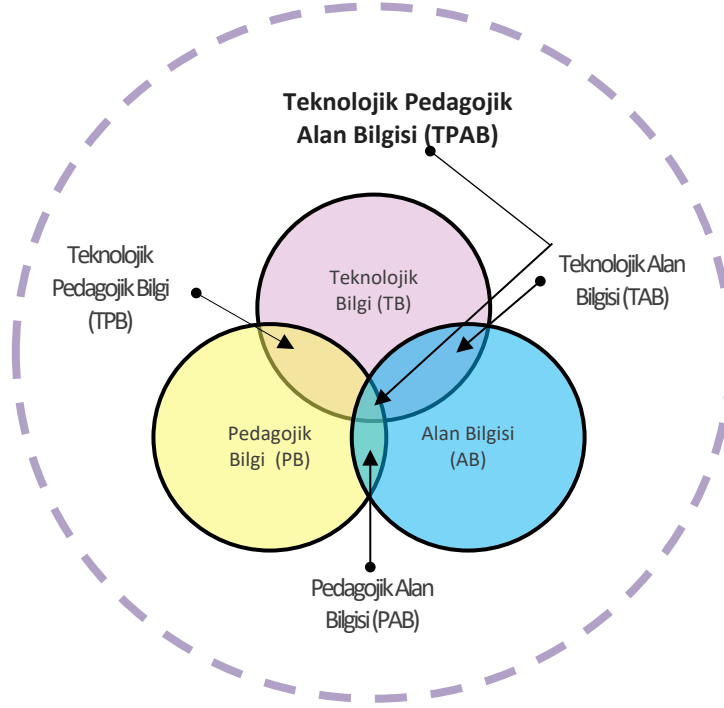 Teknolojik Pedagojik
Alan Bilgisi (TPAB)
Teknolojik
Pedagojik Bilgi
(TPB)
Teknolojik
Bilgi (TB)
Teknolojik Alan
Bilgisi (TAB)
Pedagojik
Bilgi (PB)
Alan Bilgisi
(AB)
Pedagojik Alan
Bilgisi (PAB)